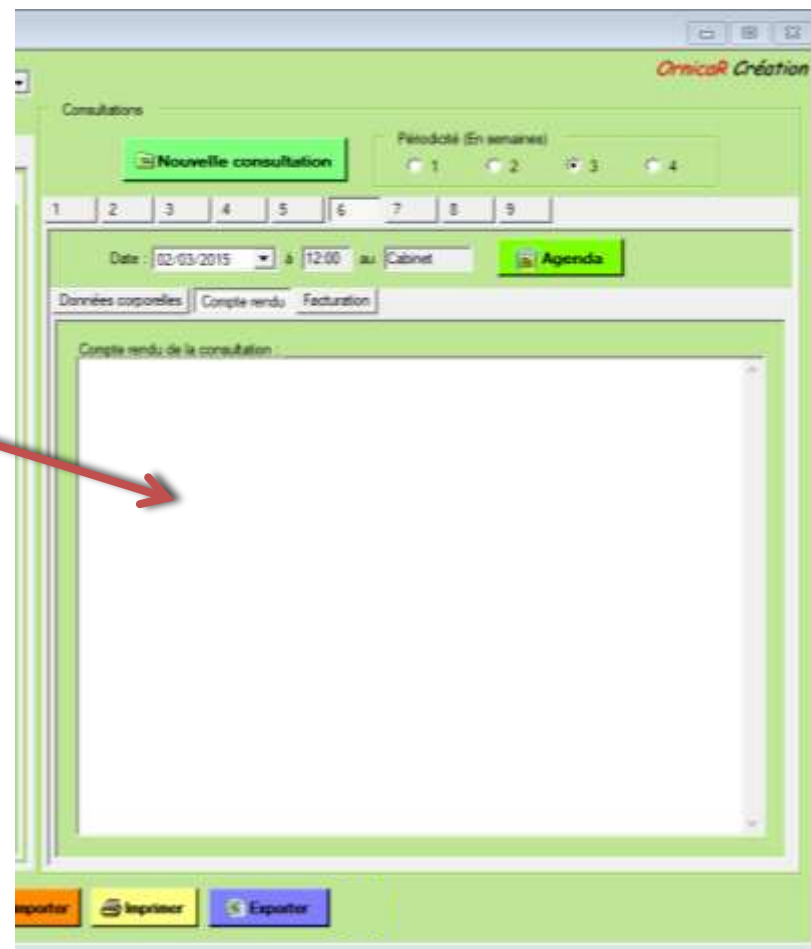 OrnicaR Création
Consultations
Nouvelle consultation
Périodicité (En semaines)
1 2 3 4
1 2 3 4 5 6 7 8 9
Date : 02/03/2015 à 12:00 au Cabinet Agenda
Données corporelles Compte rendu Facturation
Compte rendu de la consultation :
mporter Imprimer Exporter